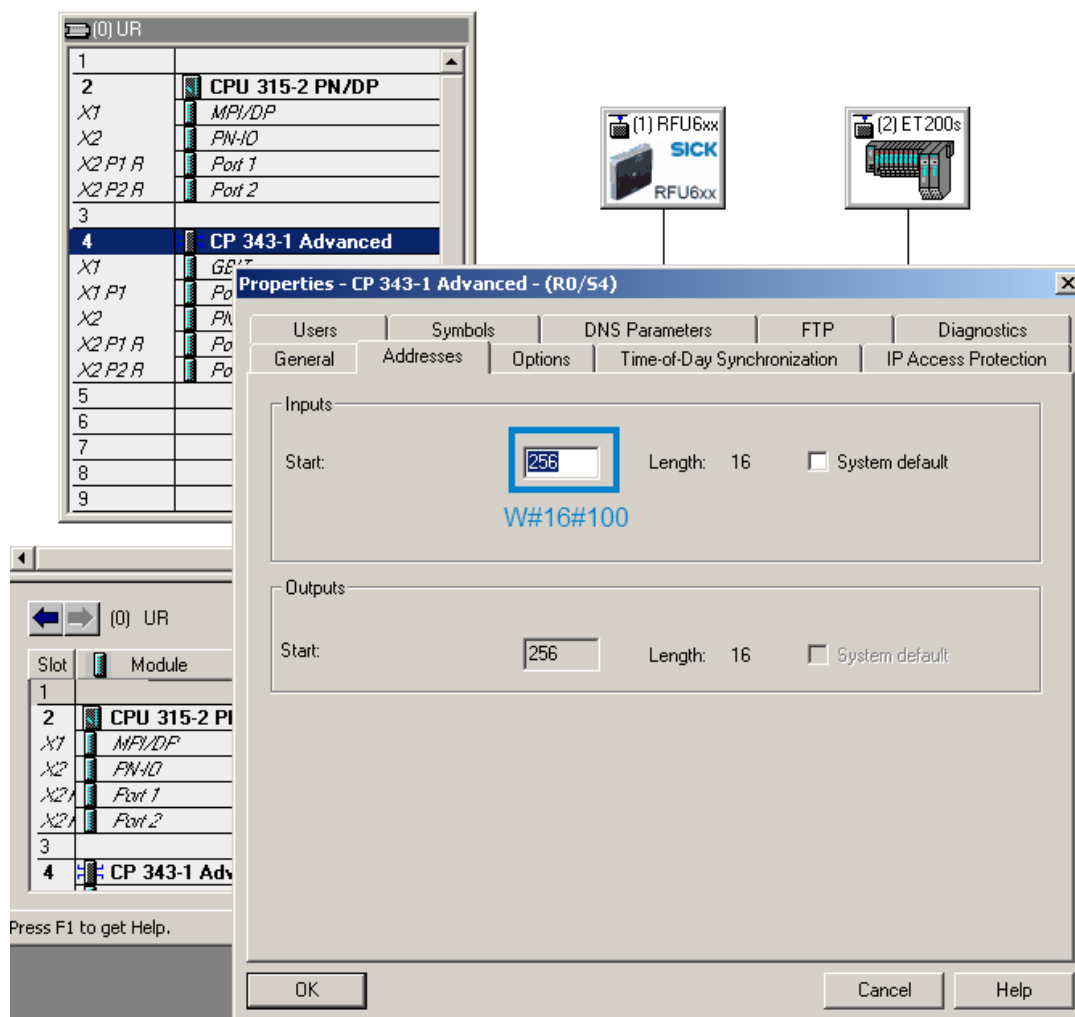 (0) UR
1
2 CPU 315-2 PN/DP
X1 MPI/DP
X2 PN-IO
X2 P1 R Port 1
X2 P2 R Port 2
3
4 CP 343-1 Advanced
X1
X1 P1 Po
X2 PN
X2 P1 R Po
X2 P2 R Po
5
6
7
8
9
(1) RFU6xx
SICK
RFU6xx
(2) ET200s
Properties - CP 343-1 Advanced - (R0/S4)
Users Symbols DNS Parameters FTP Diagnostics
General Addresses Options Time-of-Day Synchronization IP Access Protection
Inputs
Start: 256 Length: 16 System default
W#16#100
Outputs
Start: 256 Length: 16 System default
OK Cancel Help
(0) UR
Slot Module
1
2 CPU 315-2 P
X1 MPI/DP
X2 PN-IO
X2 Port 1
X2 Port 2
3
4 CP 343-1 Adv
Press F1 to get Help.